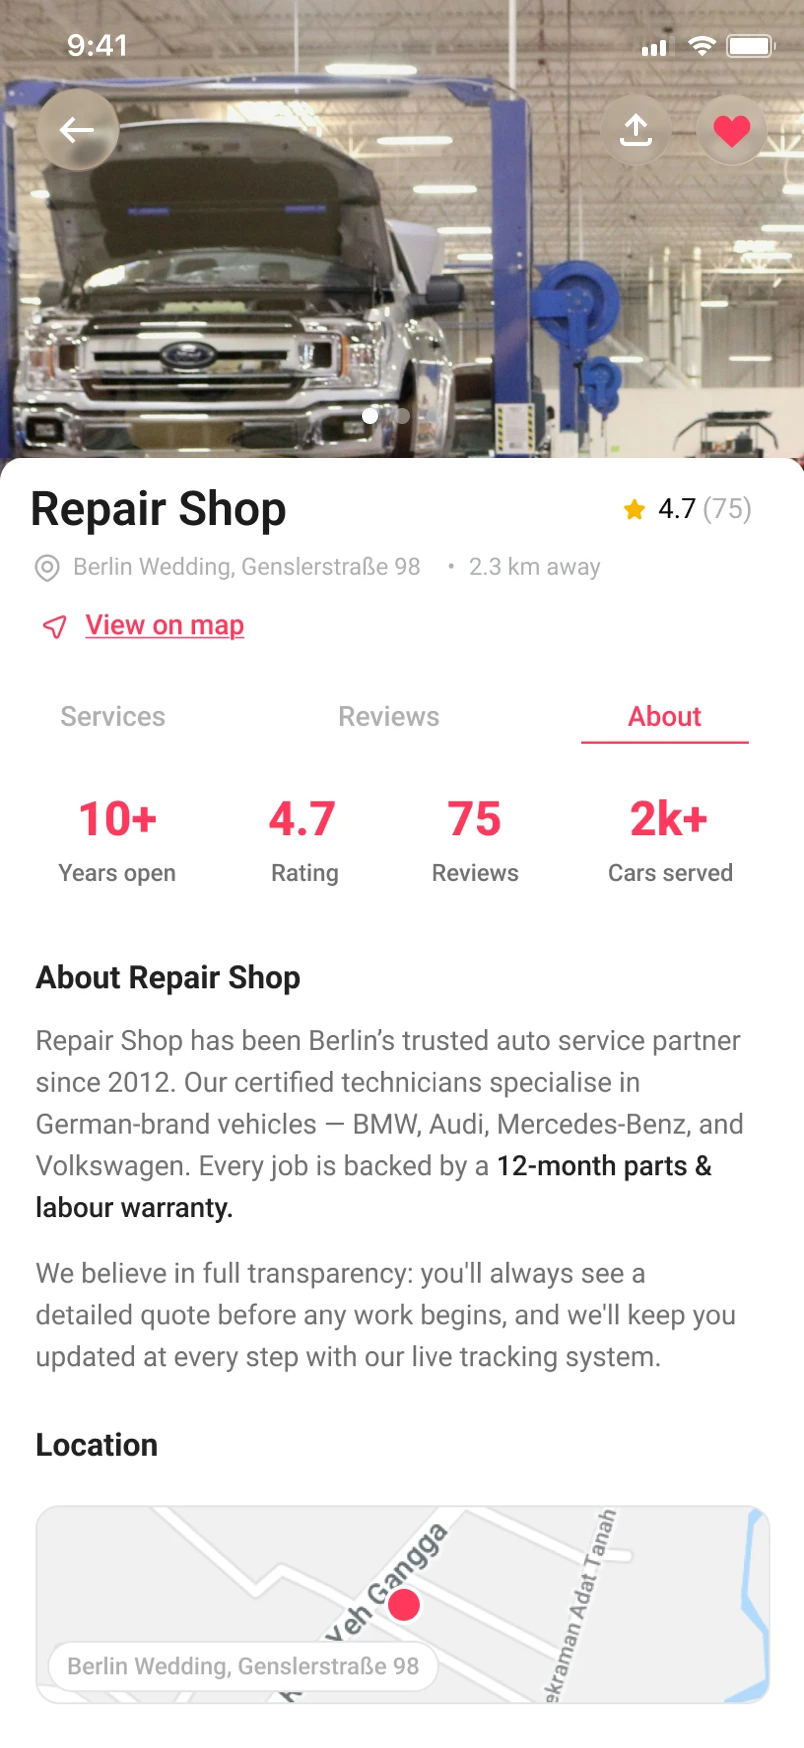 9:41
Ford
Repair Shop
4.7 (75)
Berlin Wedding, Genslerstraße 98 • 2.3 km away
View on map
Services Reviews About
10+ 4.7 75 2k+
Years open Rating Reviews Cars served
About Repair Shop
Repair Shop has been Berlin’s trusted auto service partner
since 2012. Our certified technicians specialise in
German-brand vehicles — BMW, Audi, Mercedes-Benz, and
Volkswagen. Every job is backed by a 12-month parts &
labour warranty.
We believe in full transparency: you'll always see a
detailed quote before any work begins, and we'll keep you
updated at every step with our live tracking system.
Location
Yeh Gangga
ekraman Adat Tanah
Berlin Wedding, Genslerstraße 98